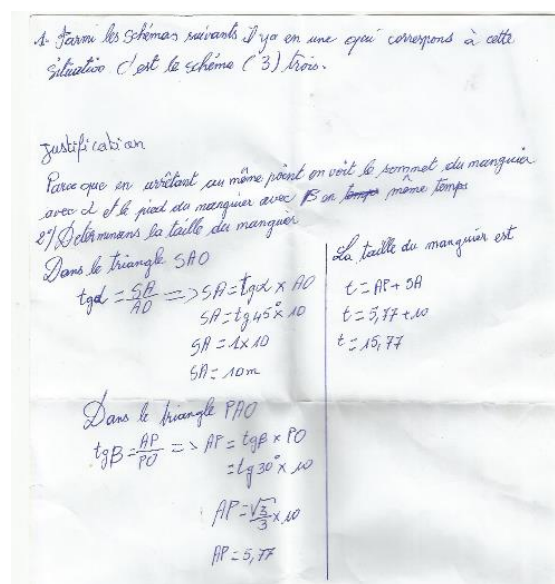 1- Parmi les schémas suivants il ya en une qui correspons à cette
situation c'est le schéma (3) trois.
Justification
Parce que en arrêtant au même point on voit le sommet du manguier
avec α et le pied du manguier avec β en même temps
2°) Déterminons la taille du manguier
Dans le triangle SAO
tgα = SA/AO => SA = tgα x AO
SA = tg45° x 10
SA = 1 x 10
SA = 10m
Dans le triangle PAO
tgβ = AP/PO => AP = tgβ x PO
= tg30° x 10
AP = √3/3 x 10
AP = 5,77
La taille du manguier est
t = AP + SA
t = 5,77 + 10
t = 15,77